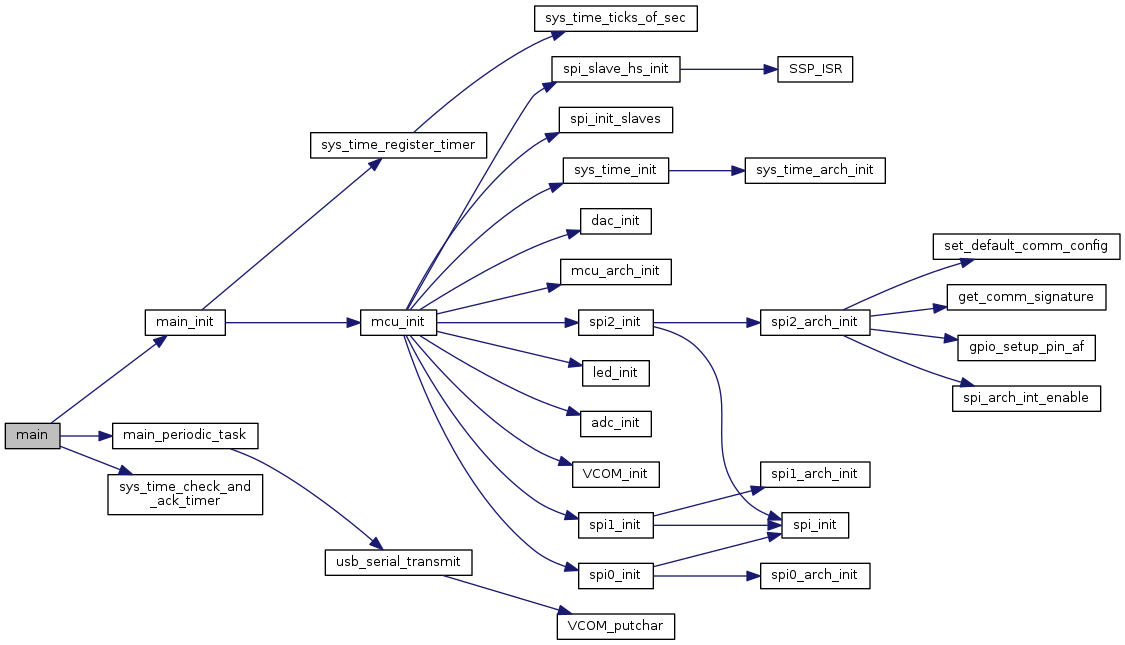 sys_time_ticks_of_sec
spi_slave_hs_init
SSP_ISR
spi_init_slaves
sys_time_register_timer
sys_time_init
sys_time_arch_init
dac_init
set_default_comm_config
mcu_arch_init
get_comm_signature
main_init
mcu_init
spi2_init
spi2_arch_init
gpio_setup_pin_af
led_init
spi_arch_int_enable
adc_init
main
main_periodic_task
VCOM_init
spi1_arch_init
sys_time_check_and
_ack_timer
spi1_init
spi_init
usb_serial_transmit
spi0_init
spi0_arch_init
VCOM_putchar